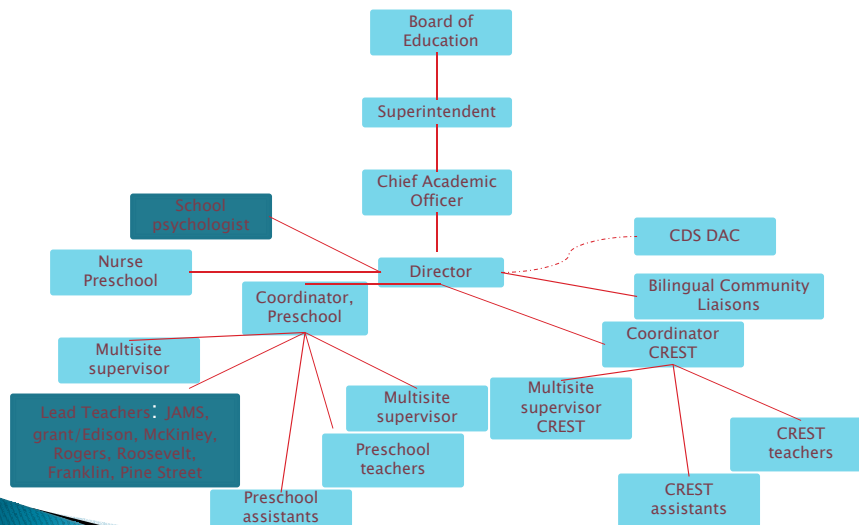 Board of
Education
Superintendent
Chief Academic
Officer
School
psychologist
CDS DAC
Nurse
Preschool
Director
Bilingual Community
Liaisons
Coordinator,
Preschool
Coordinator
CREST
Multisite
supervisor
Lead Teachers: JAMS,
grant/Edison, McKinley,
Rogers, Roosevelt,
Franklin, Pine Street
Multisite
supervisor
Multisite
supervisor
CREST
Preschool
teachers
CREST
teachers
Preschool
assistants
CREST
assistants